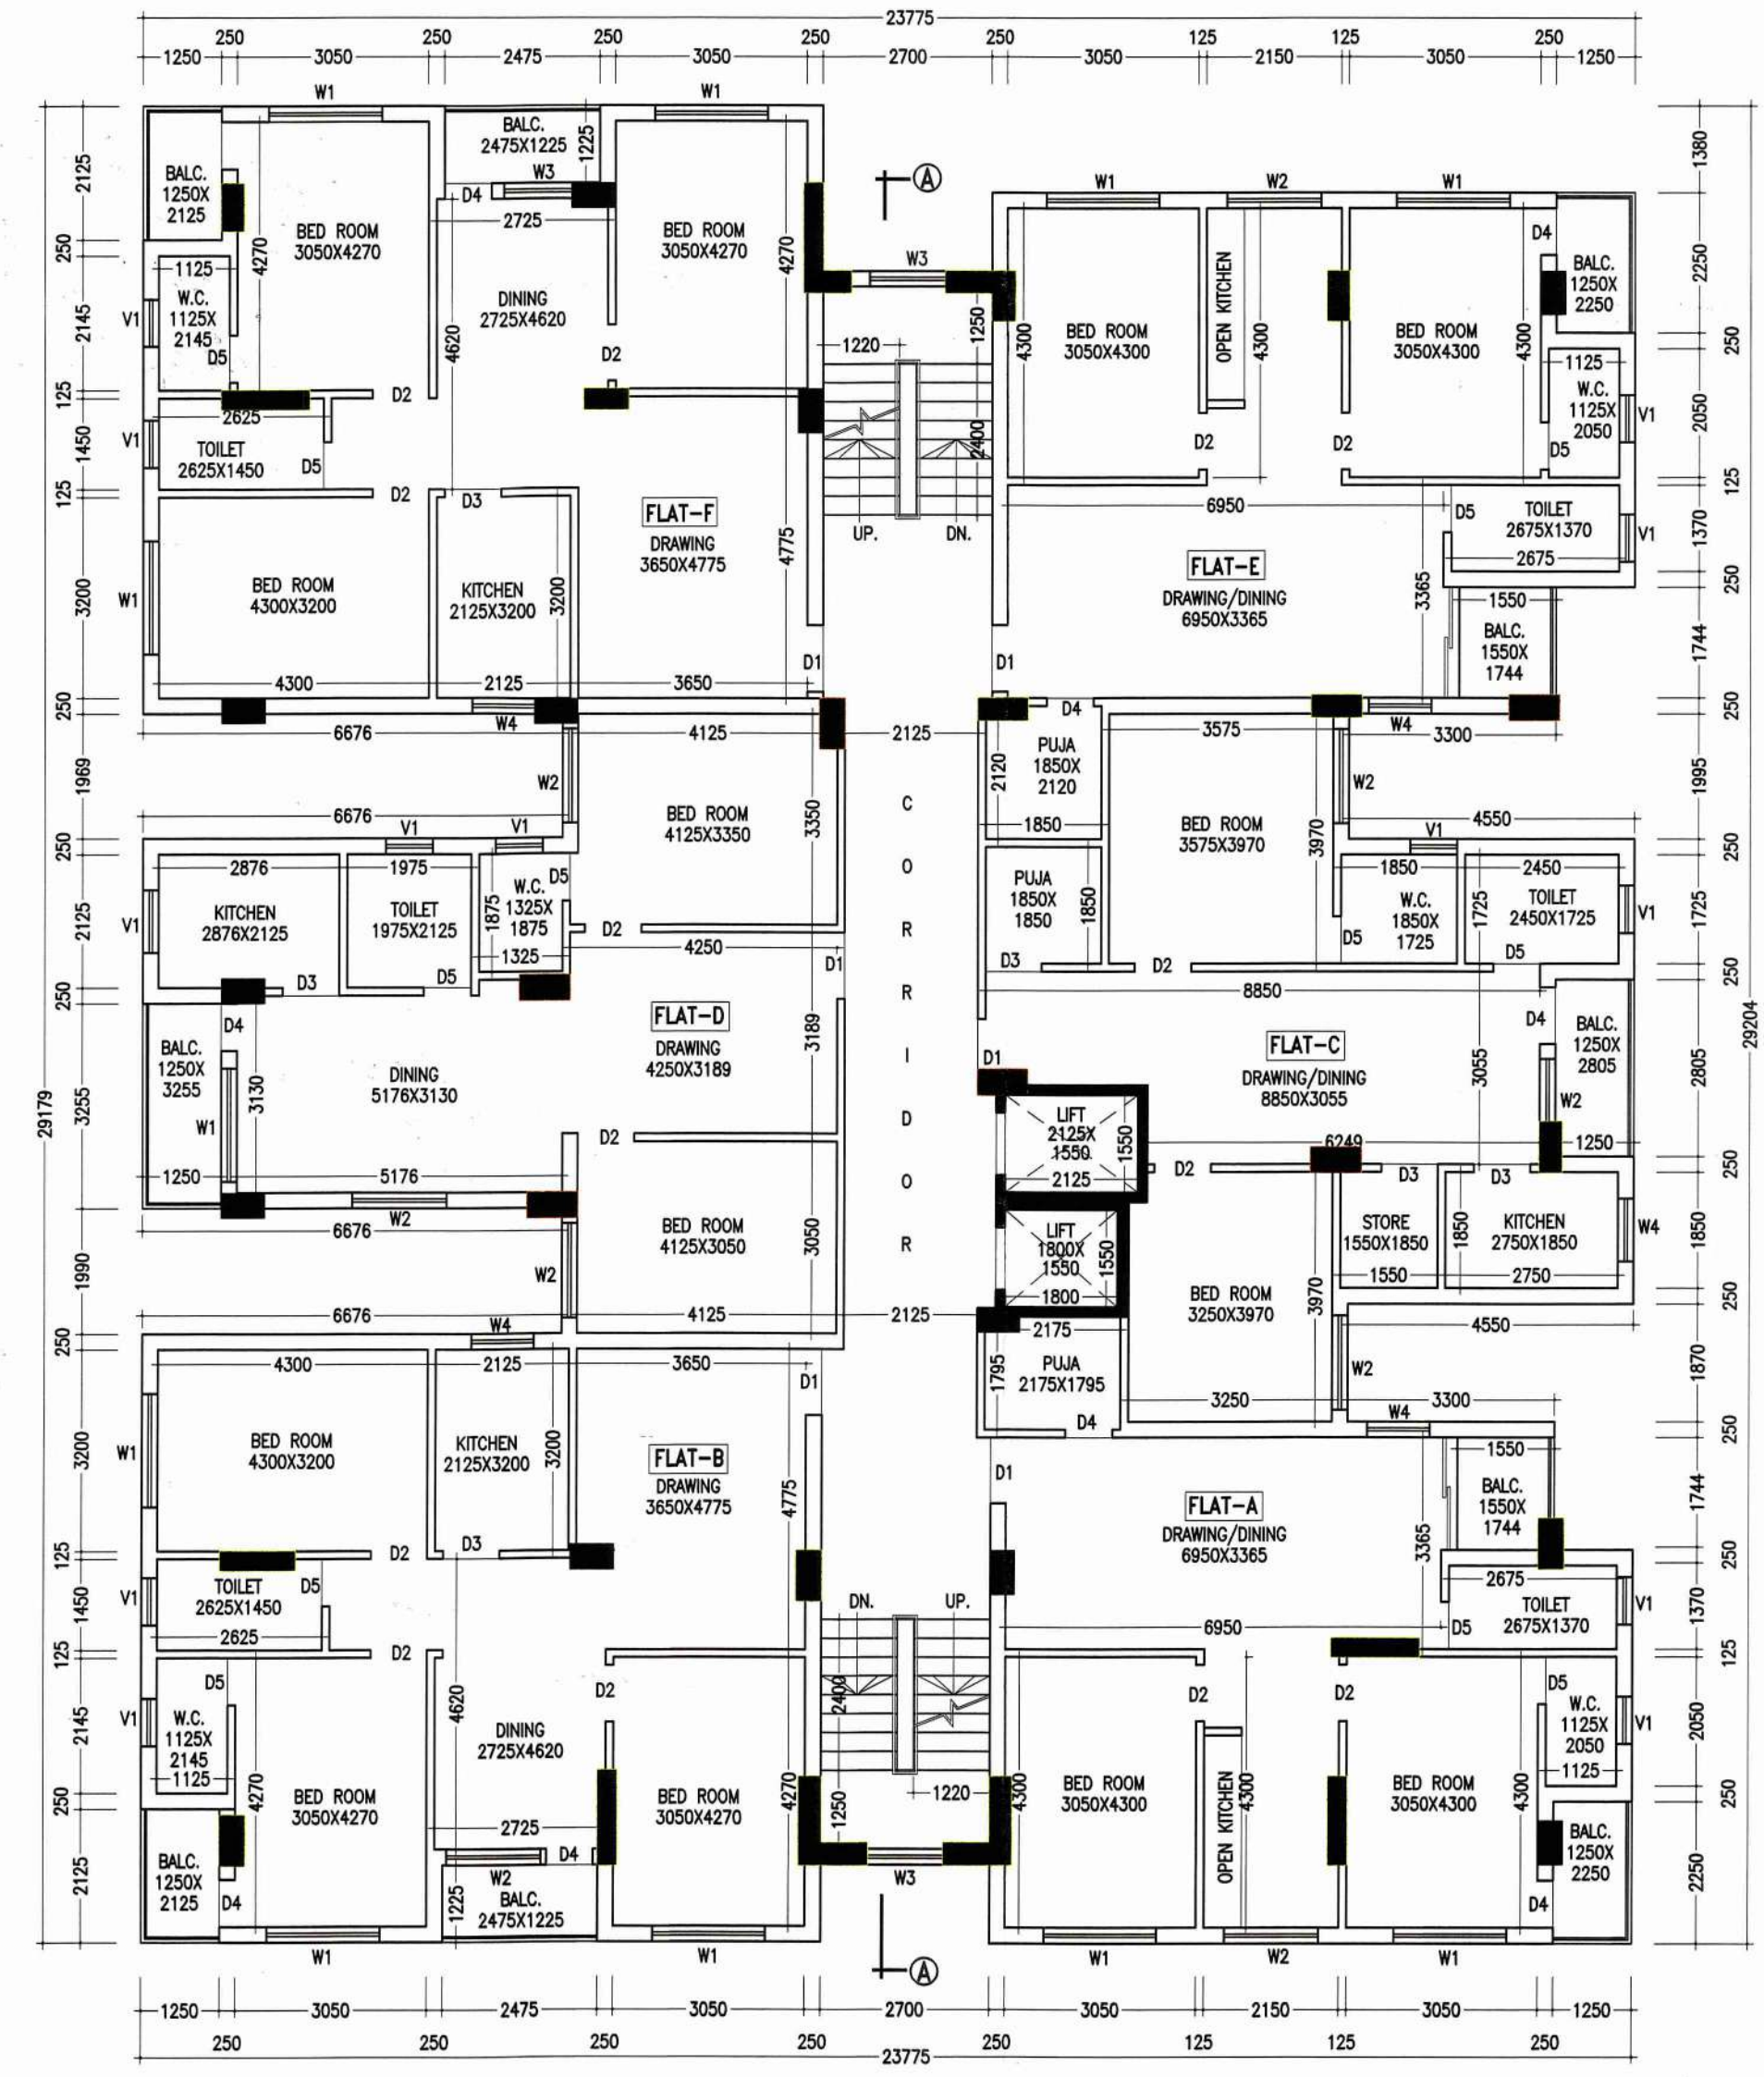 23775
250 250 250 250 250 125 125 250
1250 3050 2475 3050 2700 3050 2150 3050 1250
W1 W1
BALC.
2475X1225
1225
W3
D4
2725
BALC.
1250X
2125
BED ROOM
3050X4270
4270
BED ROOM
3050X4270
4270
A
W1 W2 W1
W3
1125
W.C.
1125X
2145
D5
V1
DINING
2725X4620
4620
D2
1220
1250
2400
UP. DN.
BED ROOM
3050X4300
4300
OPEN KITCHEN
4300
BED ROOM
3050X4300
4300
D4
BALC.
1250X
2250
1125
W.C.
1125X
2050
V1
D5
D2 D2
D2
2625
TOILET
2625X1450
V1
D5
D2 D3
FLAT-F
DRAWING
3650X4775
4775
6950
D5
TOILET
2675X1370
2675
V1
W1
BED ROOM
4300X3200
KITCHEN
2125X3200
3200
FLAT-E
DRAWING/DINING
6950X3365
3365
1550
BALC.
1550X
1744
D1 D1
4300 2125 3650
W4
D4
W4
6676 4125 2125 3575 3300
W2
PUJA
1850X
2120
2120
1850
W2
6676
V1 V1
BED ROOM
4125X3350
3350
BED ROOM
3575X3970
3970
4550
V1
2876 1975
KITCHEN
2876X2125
V1
TOILET
1975X2125
D5
W.C.
1325X
1875
1875
1325
D2
4250
D1
PUJA
1850X
1850
1850
D3
D2
1850 2450
W.C.
1850X
1725
D5
1725
TOILET
2450X1725
V1
D5
D3
D5
8850
C
O
R
R
I
D
O
R
D4
BALC.
1250X
3255
W1
1250
3130
DINING
5176X3130
5176
FLAT-D
DRAWING
4250X3189
3189
D1
FLAT-C
DRAWING/DINING
8850X3055
3055
D4
BALC.
1250X
2805
W2
1250
D2
LIFT
2125X
1550
1550
2125
6249
D2 D3 D3
W2
6676
LIFT
1800X
1550
1550
1800
STORE
1550X1850
1550
1850
KITCHEN
2750X1850
2750
W4
W2
BED ROOM
4125X3050
3050
BED ROOM
3250X3970
3970
6676 4125 2125 4550
W4
2175
PUJA
2175X1795
1795
D4
W2
3250 3300
W4
4300 2125 3650
D1
W1
BED ROOM
4300X3200
KITCHEN
2125X3200
3200
FLAT-B
DRAWING
3650X4775
4775
D1
FLAT-A
DRAWING/DINING
6950X3365
3365
1550
BALC.
1550X
1744
D2 D3
TOILET
2625X1450
2625
V1
D5
D2
DN. UP.
2675
TOILET
2675X1370
V1
6950
D5
D5
V1
W.C.
1125X
2145
1125
4620
DINING
2725X4620
D2
2400
D2 D2
D5
W.C.
1125X
2050
1125
V1
BED ROOM
3050X4270
4270
BED ROOM
3050X4270
4270
1250
1220
BED ROOM
3050X4300
4300
OPEN KITCHEN
4300
BED ROOM
3050X4300
4300
2725
D4
W2
BALC.
2475X1225
1225
BALC.
1250X
2125
D4
W3
BALC.
1250X
2250
D4
W1 W1 W1 W2 W1
A
1250 3050 2475 3050 2700 3050 2150 3050 1250
250 250 250 250 250 125 125 250
23775
29179
2125
250
2145
125
1450
125
3200
250
1969
250
2125
250
3255
1990
250
3200
125
1450
125
2145
250
2125
1380
2250
250
2050
125
1370
250
1744
250
1995
250
1725
250
2805
250
1850
250
1870
250
1744
250
1370
125
2050
250
2250
29204